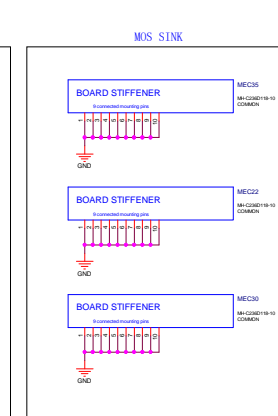 MOS SINK
BOARD STIFFENER
9 connected mounting pins
MEC35
MH-C236D118-10
COMMON
1 2 3 4 5 6 7 8 9 10
GND
BOARD STIFFENER
9 connected mounting pins
MEC22
MH-C236D118-10
COMMON
1 2 3 4 5 6 7 8 9 10
GND
BOARD STIFFENER
9 connected mounting pins
MEC30
MH-C236D118-10
COMMON
1 2 3 4 5 6 7 8 9 10
GND